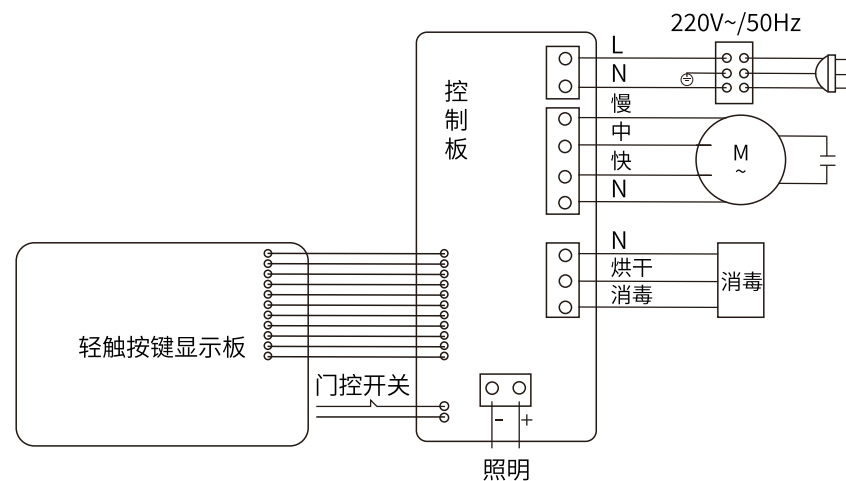 220V~/50Hz
L
N
慢
中
快
N
M
~
控
制
板
N
烘干
消毒
消毒
轻触按键显示板
门控开关
- +
照明